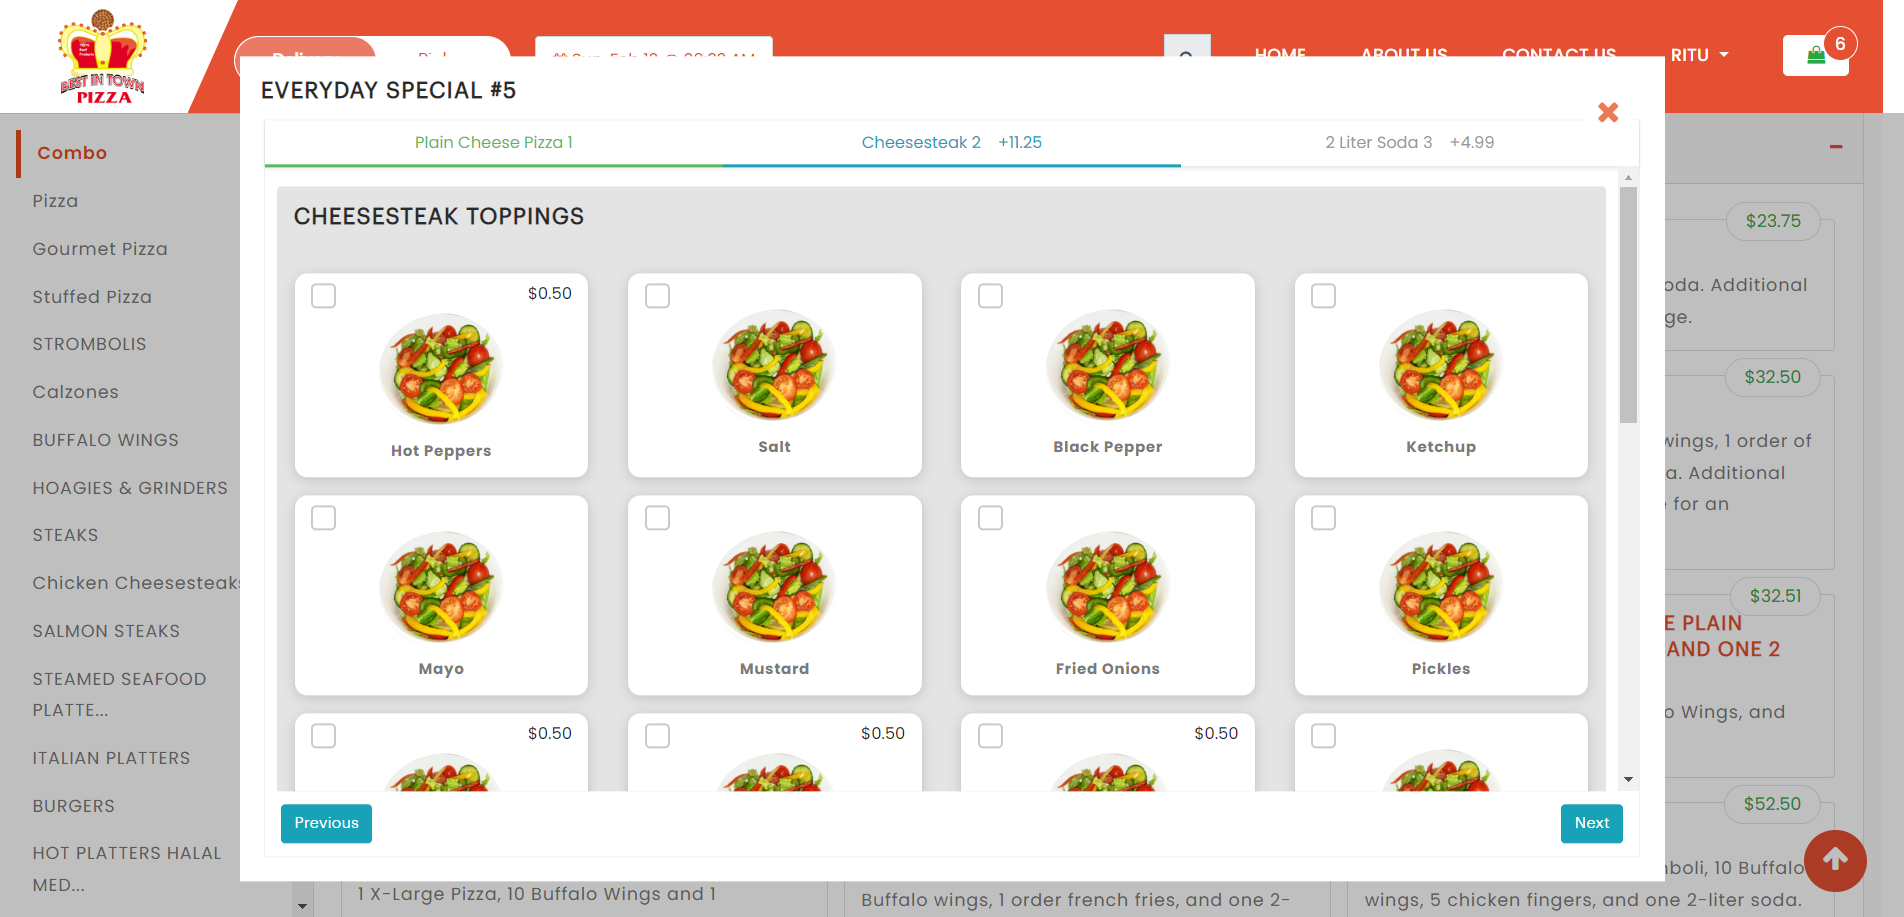 BEST IN TOWN
PIZZA
HOME
ABOUT US
CONTACT US
RITU
6
EVERYDAY SPECIAL #5
Plain Cheese Pizza 1
Cheesesteak 2 +11.25
2 Liter Soda 3 +4.99
CHEESESTEAK TOPPINGS
$0.50
Hot Peppers
Salt
Black Pepper
Ketchup
Mayo
Mustard
Fried Onions
Pickles
$0.50
$0.50
$0.50
Previous
Next
Combo
Pizza
Gourmet Pizza
Stuffed Pizza
STROMBOLIS
Calzones
BUFFALO WINGS
HOAGIES & GRINDERS
STEAKS
Chicken Cheesesteaks
SALMON STEAKS
STEAMED SEAFOOD
PLATTE...
ITALIAN PLATTERS
BURGERS
HOT PLATTERS HALAL
MED...
$23.75
oda. Additional
ge.
$32.50
wings, 1 order of
a. Additional
for an
$32.51
E PLAIN
AND ONE 2
o Wings, and
$52.50
1 X-Large Pizza, 10 Buffalo Wings and 1
Buffalo wings, 1 order french fries, and one 2-
boli, 10 Buffalo
wings, 5 chicken fingers, and one 2-liter soda.